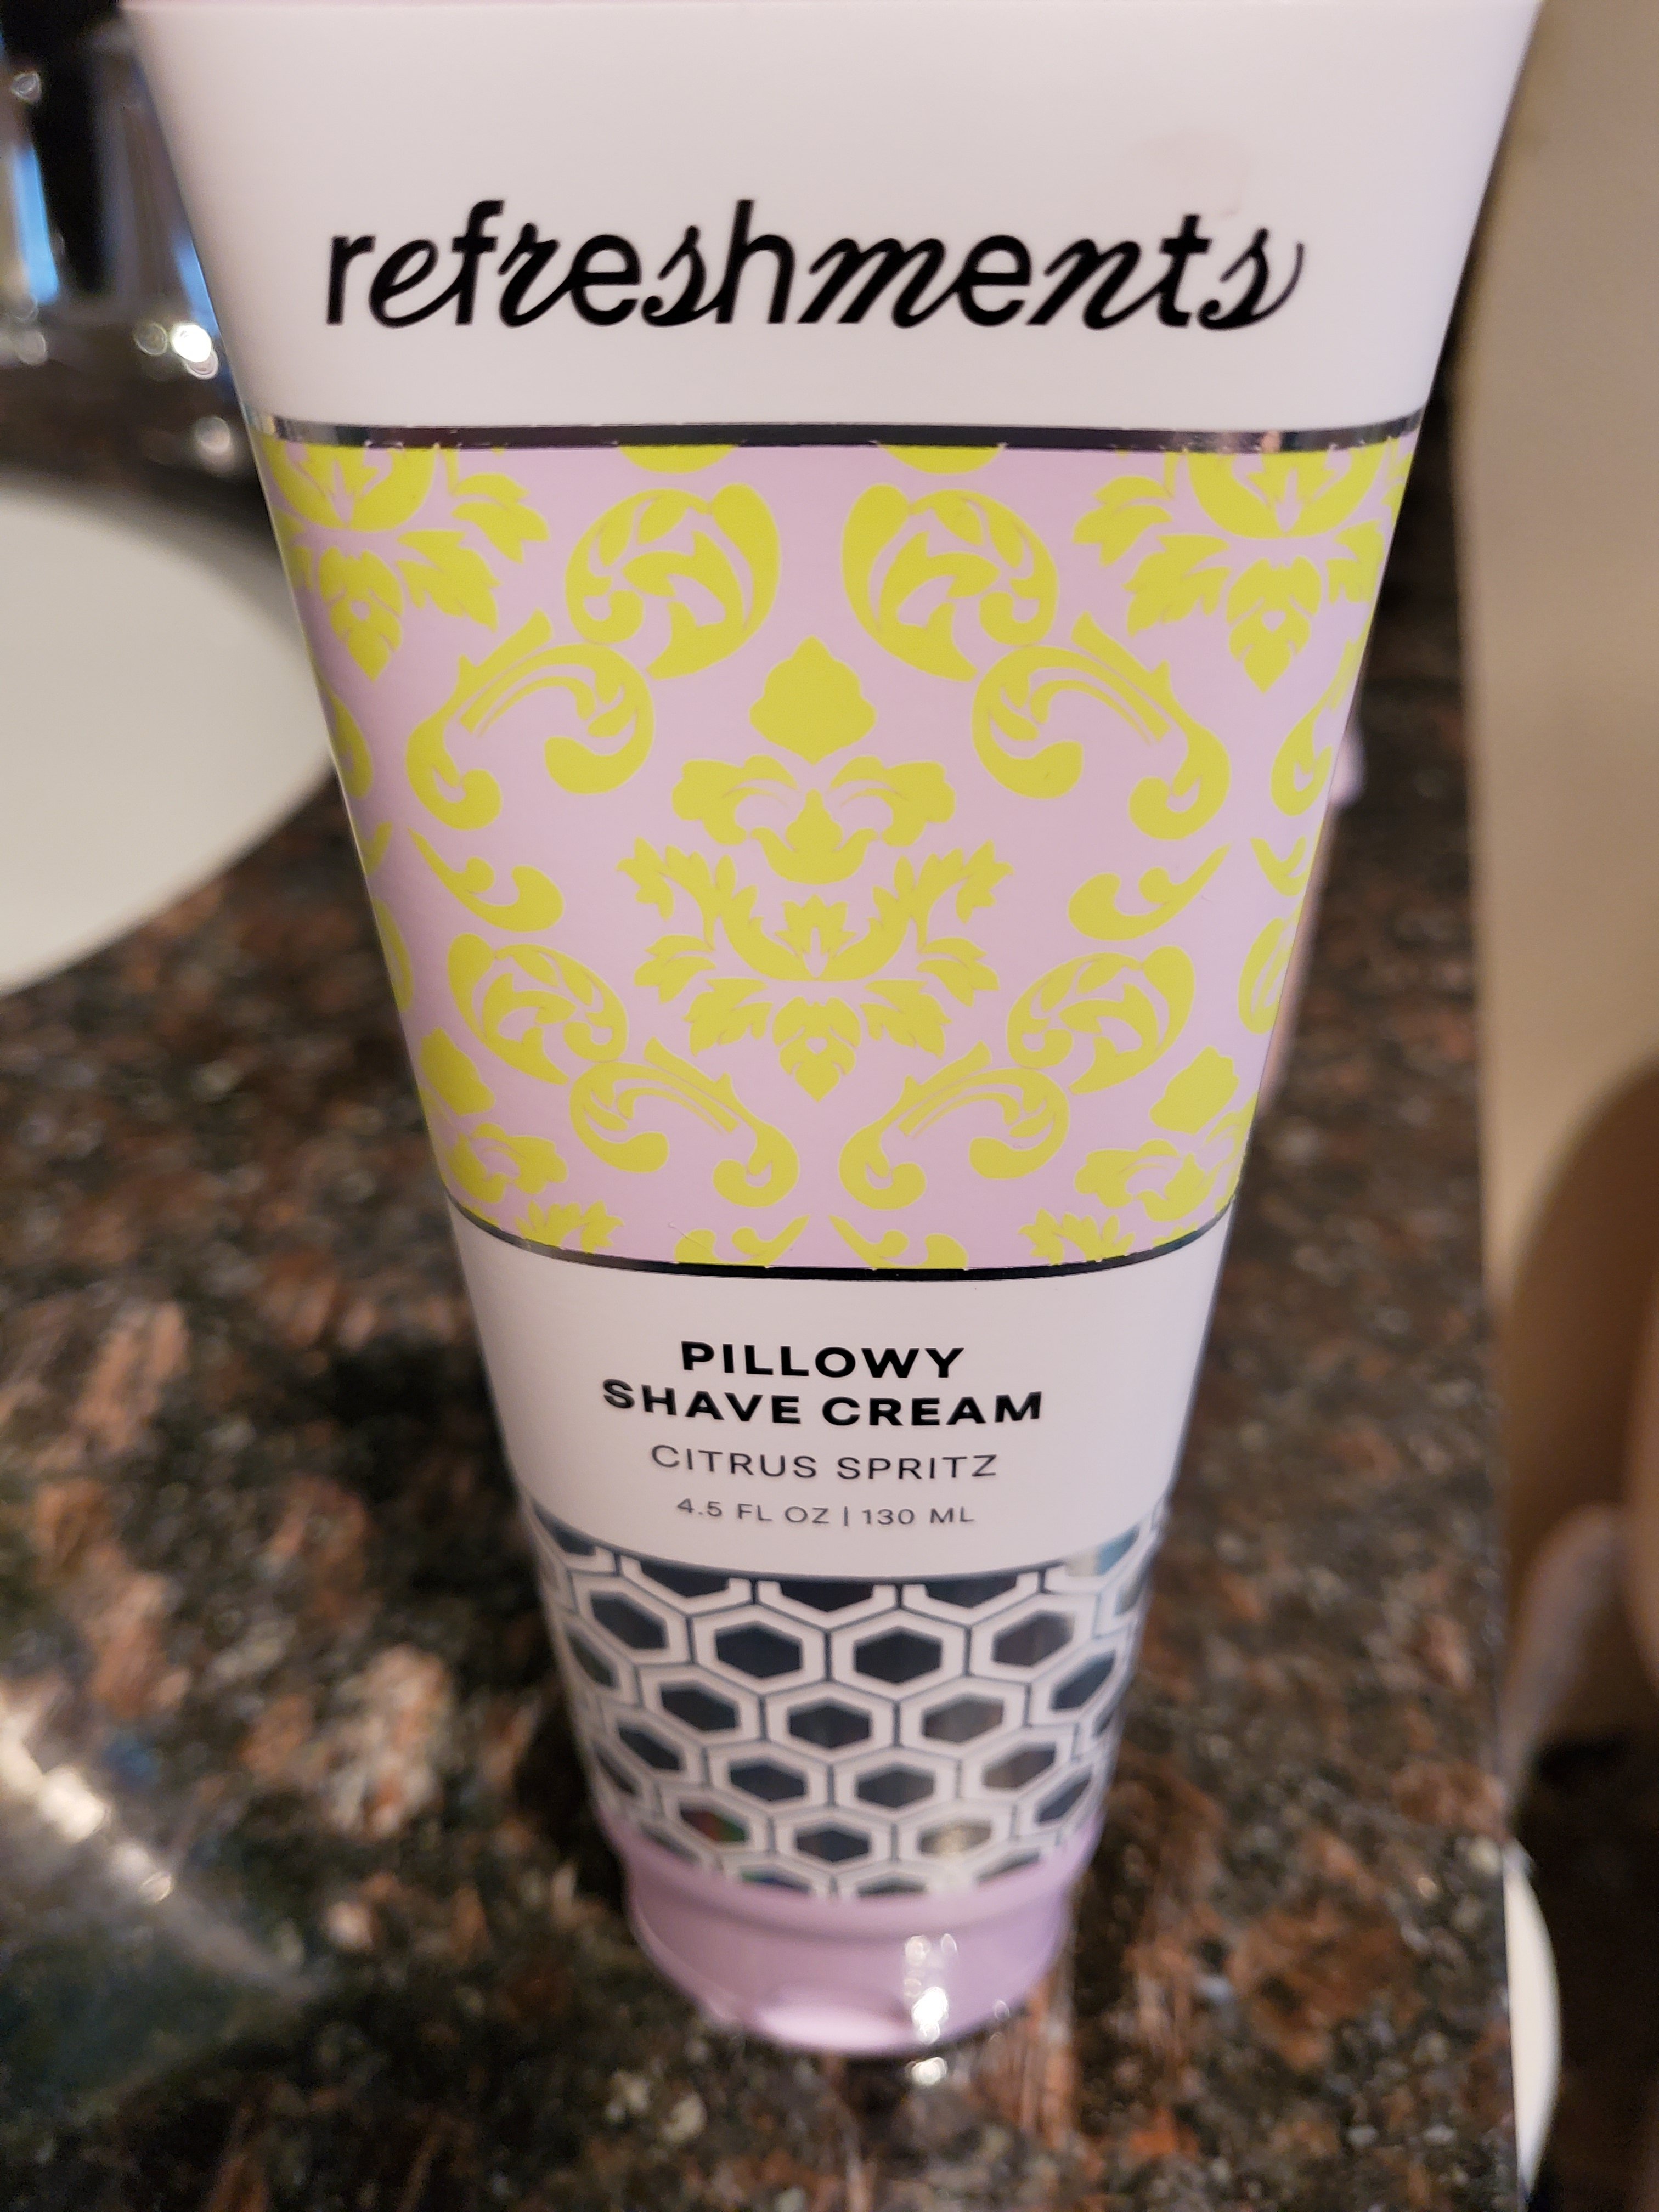 refreshments
PILLOWY
SHAVE CREAM
CITRUS SPRITZ
4.5 FL OZ | 130 ML